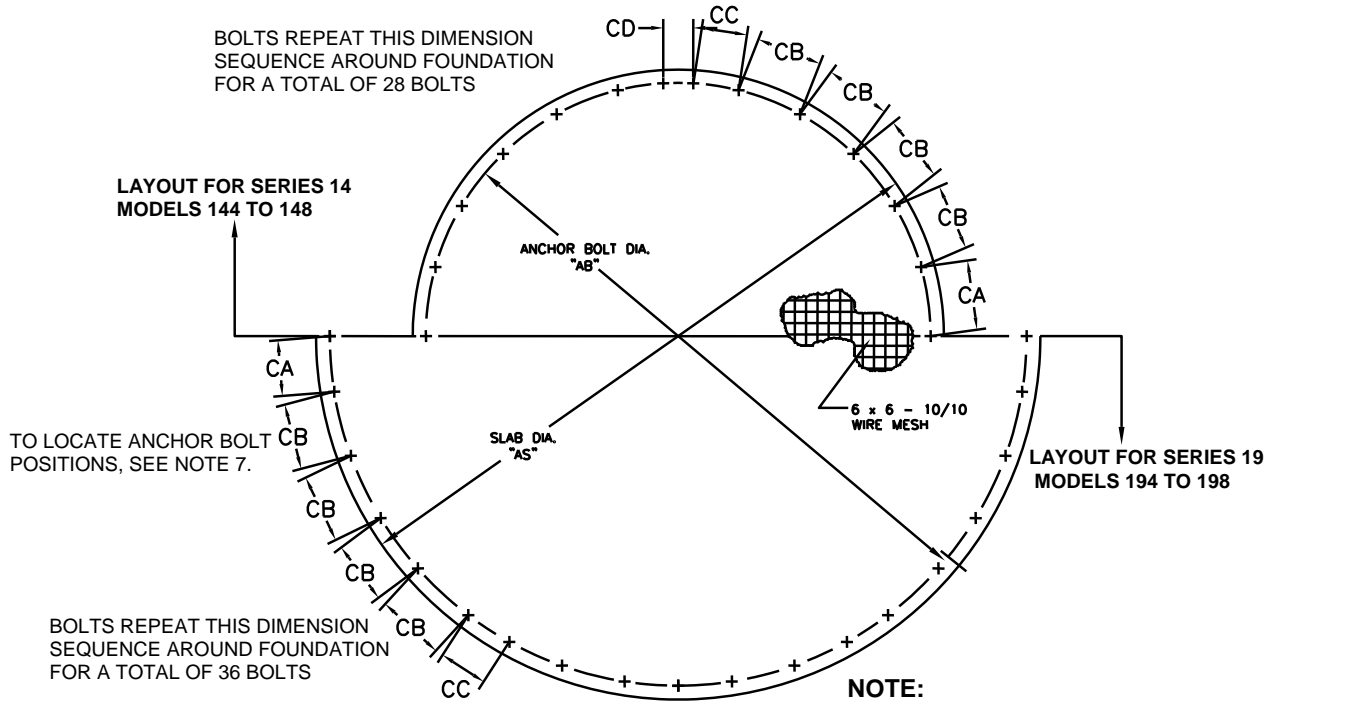 BOLTS REPEAT THIS DIMENSION
SEQUENCE AROUND FOUNDATION
FOR A TOTAL OF 28 BOLTS
CD
CC
CB
CB
CB
CB
CA
LAYOUT FOR SERIES 14
MODELS 144 TO 148
ANCHOR BOLT DIA.
"AB"
6 x 6 - 10/10
WIRE MESH
SLAB DIA.
"AS"
CA
CB
CB
CB
CB
CC
TO LOCATE ANCHOR BOLT
POSITIONS, SEE NOTE 7.
LAYOUT FOR SERIES 19
MODELS 194 TO 198
BOLTS REPEAT THIS DIMENSION
SEQUENCE AROUND FOUNDATION
FOR A TOTAL OF 36 BOLTS
NOTE: